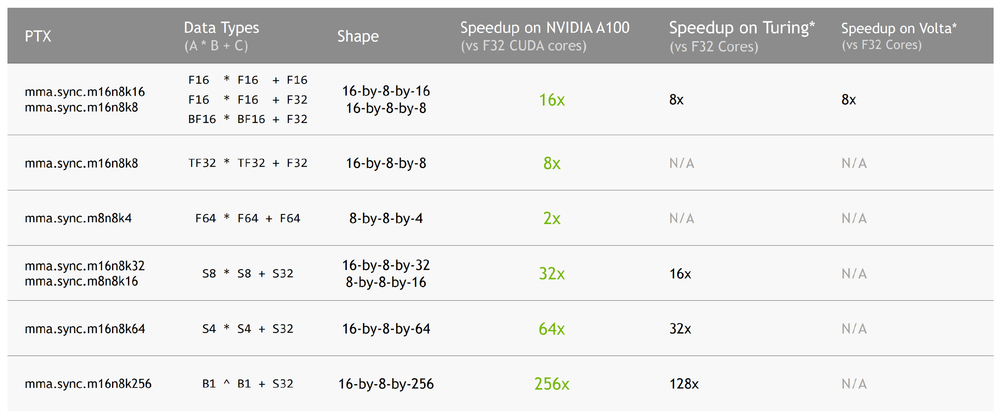 PTX
Data Types
(A * B + C)
Shape
Speedup on NVIDIA A100
(vs F32 CUDA cores)
Speedup on Turing*
(vs F32 Cores)
Speedup on Volta*
(vs F32 Cores)
mma.sync.m16n8k16
mma.sync.m16n8k8
F16 * F16 + F16
F16 * F16 + F32
BF16 * BF16 + F32
16-by-8-by-16
16-by-8-by-8
16x
8x
8x
mma.sync.m16n8k8
TF32 * TF32 + F32
16-by-8-by-8
8x
N/A
N/A
mma.sync.m8n8k4
F64 * F64 + F64
8-by-8-by-4
2x
N/A
N/A
mma.sync.m16n8k32
mma.sync.m8n8k16
S8 * S8 + S32
16-by-8-by-32
8-by-8-by-16
32x
16x
N/A
mma.sync.m16n8k64
S4 * S4 + S32
16-by-8-by-64
64x
32x
N/A
mma.sync.m16n8k256
B1 ^ B1 + S32
16-by-8-by-256
256x
128x
N/A